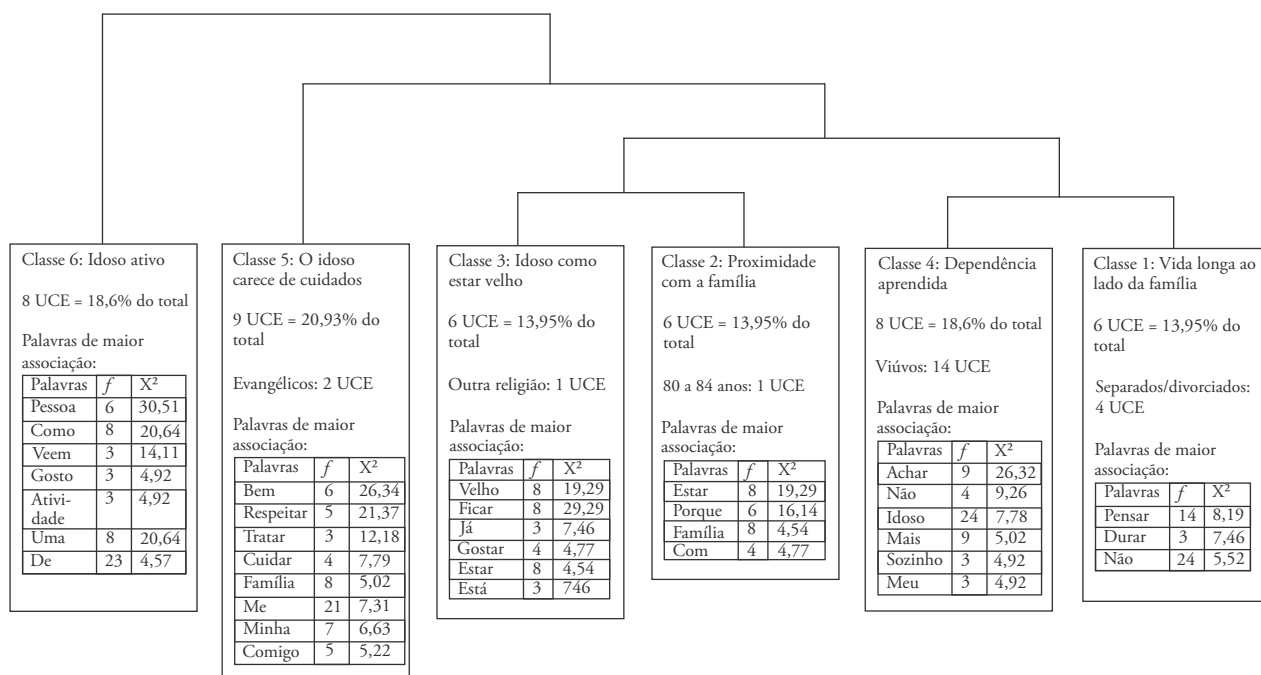 Classe 6: Idoso ativo
8 UCE = 18,6% do total
Palavras de maior
associação:
Palavras f X²
Pessoa 6 30,51
Como 8 20,64
Veem 3 14,11
Gosto 3 4,92
Ativi- 3 4,92
dade
Uma 8 20,64
De 23 4,57
Classe 5: O idoso
carece de cuidados
9 UCE = 20,93% do
total
Evangélicos: 2 UCE
Palavras de maior
associação:
Palavras f X²
Bem 6 26,34
Respeitar 5 21,37
Tratar 3 12,18
Cuidar 4 7,79
Família 8 5,02
Me 21 7,31
Minha 7 6,63
Comigo 5 5,22
Classe 3: Idoso como
estar velho
6 UCE = 13,95% do
total
Outra religião: 1 UCE
Palavras de maior
associação:
Palavras f X²
Velho 8 19,29
Ficar 8 29,29
Já 3 7,46
Gostar 4 4,77
Estar 8 4,54
Está 3 746
Classe 2: Proximidade
com a família
6 UCE = 13,95% do
total
80 a 84 anos: 1 UCE
Palavras de maior
associação:
Palavras f X²
Estar 8 19,29
Porque 6 16,14
Família 8 4,54
Com 4 4,77
Classe 4: Dependência
aprendida
8 UCE = 18,6% do total
Viúvos: 14 UCE
Palavras de maior
associação:
Palavras f X²
Achar 9 26,32
Não 4 9,26
Idoso 24 7,78
Mais 9 5,02
Sozinho 3 4,92
Meu 3 4,92
Classe 1: Vida longa ao
lado da família
6 UCE = 13,95% do
total
Separados/divorciados:
4 UCE
Palavras de maior
associação:
Palavras f X²
Pensar 14 8,19
Durar 3 7,46
Não 24 5,52